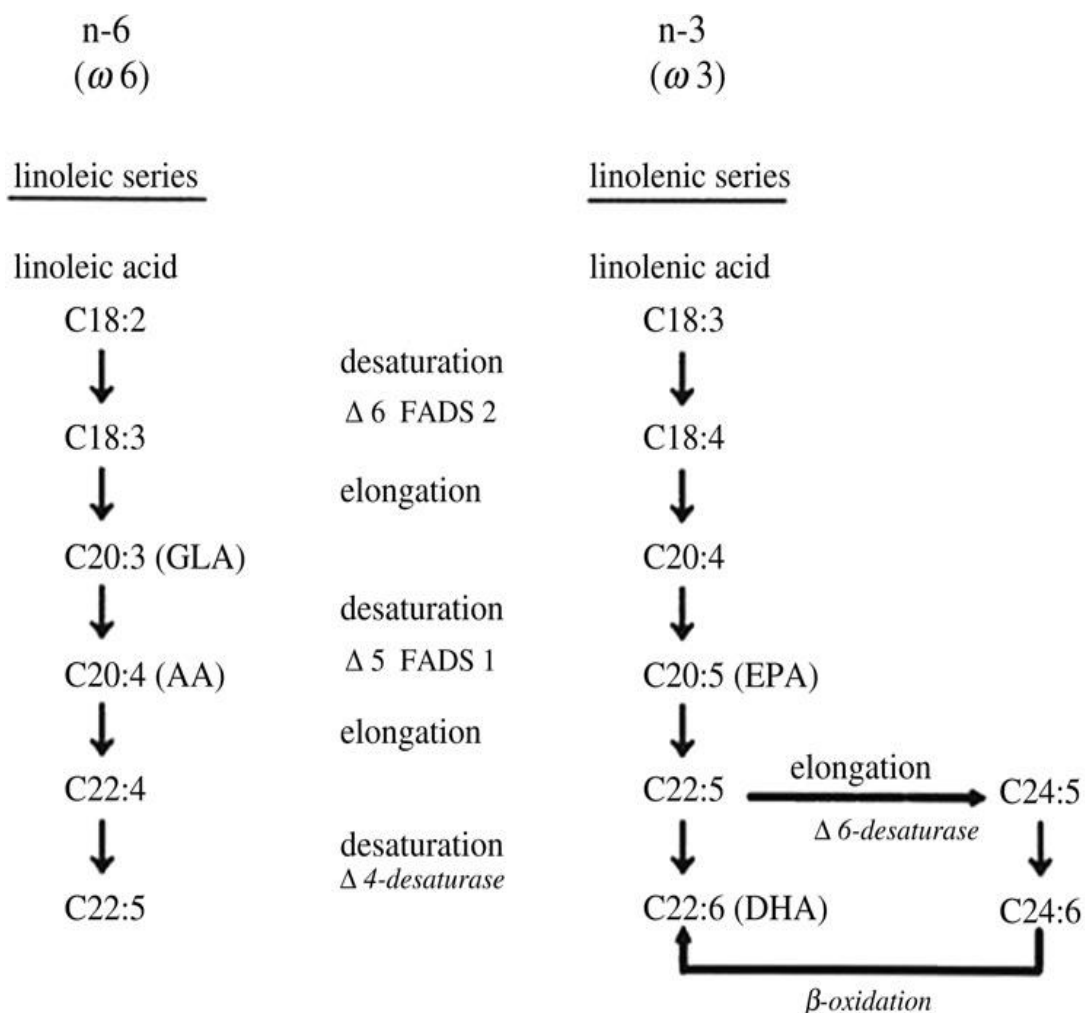 n-6
(ω 6)
n-3
(ω 3)
linoleic series
linolenic series
linoleic acid
linolenic acid
C18:2
C18:3
desaturation
Δ 6 FADS 2
C18:3
C18:4
elongation
C20:3 (GLA)
C20:4
desaturation
Δ 5 FADS 1
C20:4 (AA)
C20:5 (EPA)
elongation
C22:4
C22:5
elongation
C24:5
Δ 6-desaturase
desaturation
Δ 4-desaturase
C22:5
C22:6 (DHA)
C24:6
β-oxidation